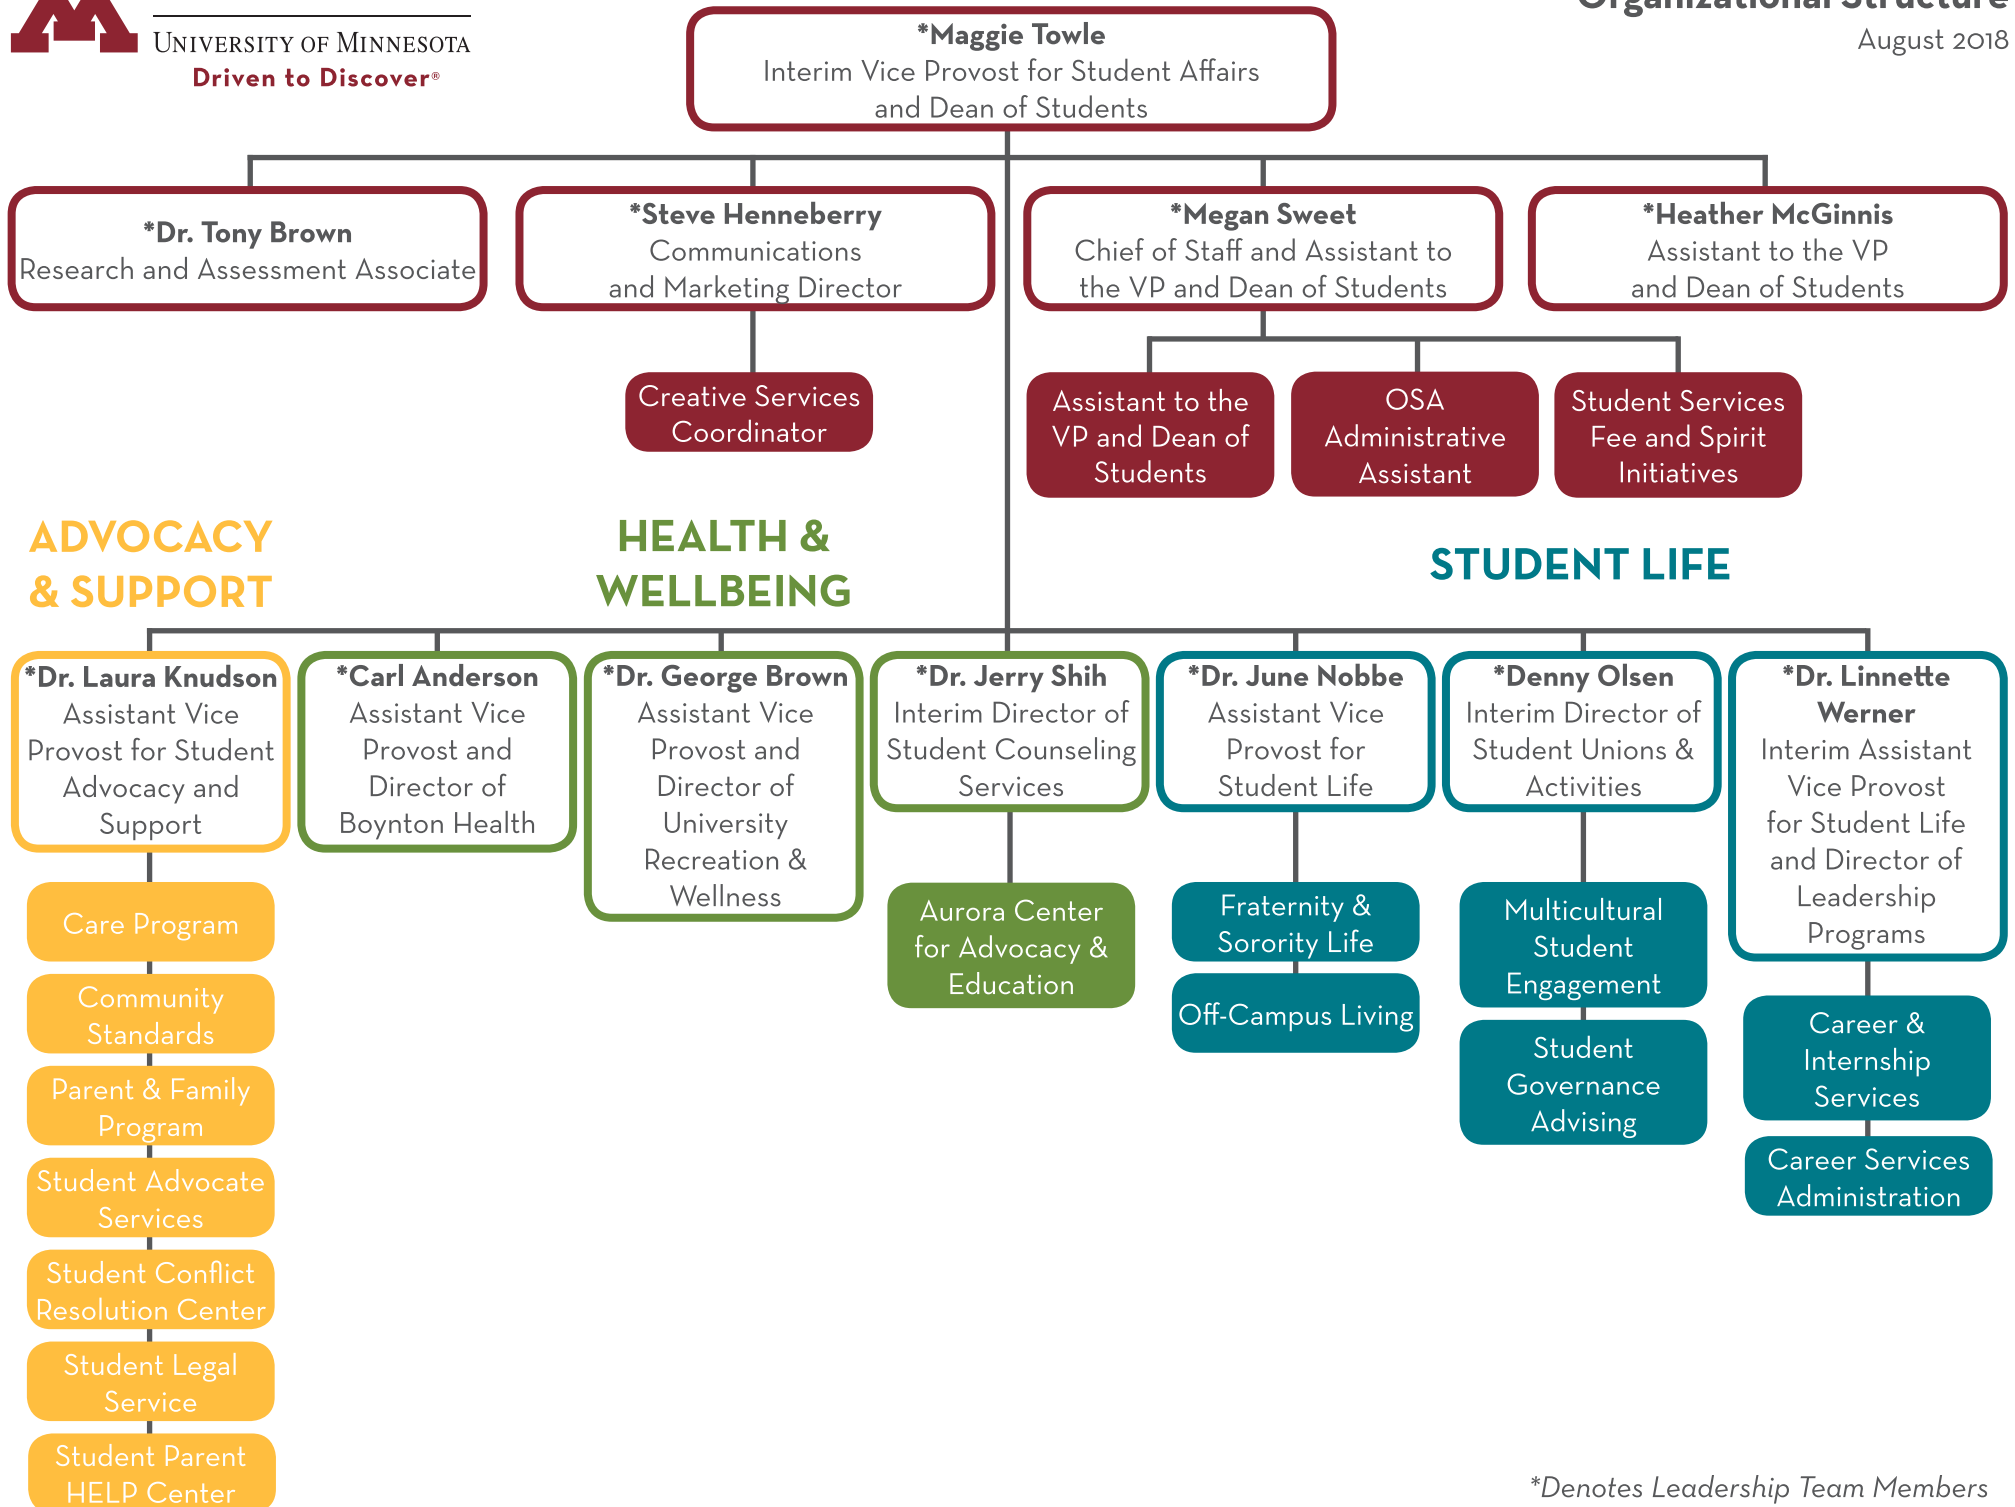 Organizational Structure
UNIVERSITY OF MINNESOTA
Driven to Discover®
August 2018
*Maggie Towle
Interim Vice Provost for Student Affairs
and Dean of Students
*Dr. Tony Brown
Research and Assessment Associate
*Steve Henneberry
Communications
and Marketing Director
*Megan Sweet
Chief of Staff and Assistant to
the VP and Dean of Students
*Heather McGinnis
Assistant to the VP
and Dean of Students
Creative Services
Coordinator
Assistant to the
VP and Dean of
Students
OSA
Administrative
Assistant
Student Services
Fee and Spirit
Initiatives
ADVOCACY
& SUPPORT
HEALTH &
WELLBEING
STUDENT LIFE
*Dr. Laura Knudson
Assistant Vice
Provost for Student
Advocacy and
Support
*Carl Anderson
Assistant Vice
Provost and
Director of
Boynton Health
*Dr. George Brown
Assistant Vice
Provost and
Director of
University
Recreation &
Wellness
*Dr. Jerry Shih
Interim Director of
Student Counseling
Services
*Dr. June Nobbe
Assistant Vice
Provost for
Student Life
*Denny Olsen
Interim Director of
Student Unions &
Activities
*Dr. Linnette
Werner
Interim Assistant
Vice Provost
for Student Life
and Director of
Leadership
Programs
Care Program
Community
Standards
Parent & Family
Program
Student Advocate
Services
Student Conflict
Resolution Center
Student Legal
Service
Student Parent
HELP Center
Aurora Center
for Advocacy &
Education
Fraternity &
Sorority Life
Off-Campus Living
Multicultural
Student
Engagement
Student
Governance
Advising
Career &
Internship
Services
Career Services
Administration
*Denotes Leadership Team Members